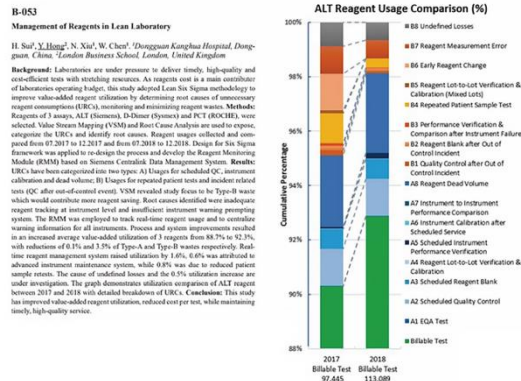 B-053
Management of Reagents in Lean Laboratory
H. Sui¹, Y. Hong², N. Xiu¹, W. Chen¹. ¹Dongguan Kanghua Hospital, Dong-
guan, China, ²London Business School, London, United Kingdom
Background: Laboratories are under pressure to deliver timely, high-quality and
cost-efficient tests with stretching resources. As reagents cost is a main contributor
of laboratories operating budget, this study adopted Lean Six Sigma methodology to
improve value-added reagent utilization by determining root causes of unnecessary
reagent consumptions (URCs), monitoring and minimizing reagent wastes. Methods:
Reagents of 3 assays, ALT (Siemens), D-Dimer (Sysmex) and PCT (ROCHE), were
selected. Value Stream Mapping (VSM) and Root Cause Analysis are used to expose,
categorize the URCs and identify root causes. Reagent usages collected and com-
pared from 07.2017 to 12.2017, and from 07.2018 to 12.2018. Design for Six Sigma
framework was applied to re-design the process and develop the Reagent Monitoring
Module (RMM) based on Siemens Centralink Data Management System. Results:
URCs have been categorized into two types: A) Usages for scheduled QC, instrument
calibration and dead volume, B) Usages for repeated patient tests and incident related
tests (QC after out-of-control event). VSM revealed study focus to be Type-B waste
which would contribute more reagent saving. Root causes identified were inadequate
reagent tracking at instrument level and insufficient instrument warning prompting
system. The RMM was employed to track real-time reagent usage and to centralize
warning information for all instruments. Process and system improvements resulted
in an increased average value-added utilization of 3 reagents from 88.7% to 92.3%,
with reductions of 0.1% and 3.5% of Type-A and Type-B wastes respectively. Real-
time reagent management system raised utilization by 1.6%, 0.6% was attributed to
advanced instrument maintenance system, while 0.8% was due to reduced patient
sample retests. The cause of undefined losses and the 0.5% utilization increase are
under investigation. The graph demonstrates utilization comparison of ALT reagent
between 2017 and 2018 with detailed breakdown of URCs. Conclusion: This study
has improved value-added reagent utilization, reduced cost per test, while maintaining
timely, high-quality service.
ALT Reagent Usage Comparison (%)
Cumulative Percentage
100%
98%
96%
94%
92%
90%
88%
2017
Billable Test
97,445
2018
Billable Test
113,089
B8 Undefined Losses
B7 Reagent Measurement Error
B6 Early Reagent Change
B5 Reagent Lot-to-Lot Verification &
Calibration (Mixed Lots)
B4 Repeated Patient Sample Test
B3 Performance Verification &
Comparison after Instrument Failure
B2 Reagent Blank after Out of
Control Incident
B1 Quality Control after Out of
Control Incident
A8 Reagent Dead Volume
A7 Instrument to Instrument
Performance Comparison
A6 Instrument Calibration after
Scheduled Service
A5 Scheduled Instrument
Performance Verification
A4 Reagent Lot-to-Lot Verification &
Calibration
A3 Scheduled Reagent Blank
A2 Scheduled Quality Control
A1 EQA Test
Billable Test